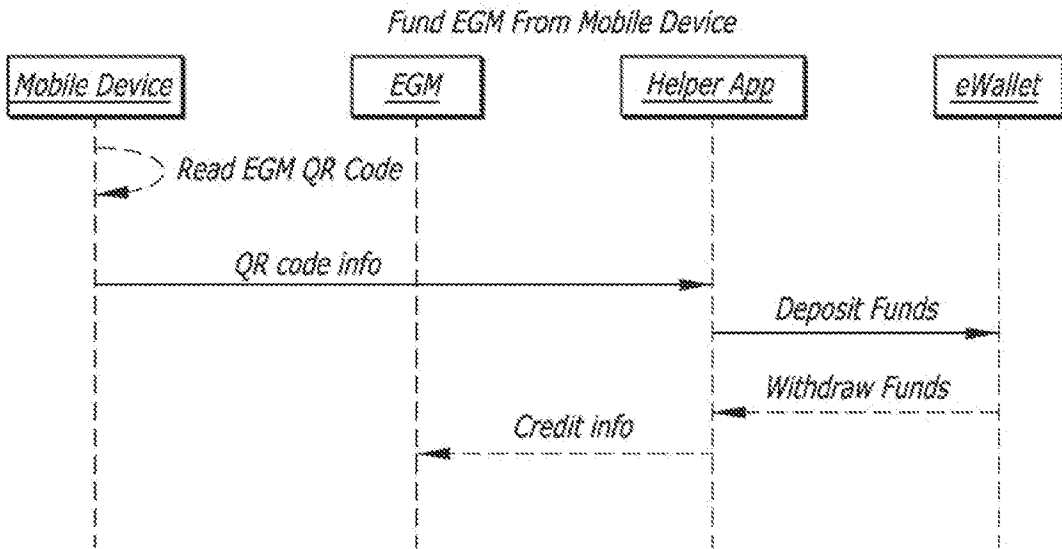 Fund EGM From Mobile Device
Mobile Device
EGM
Helper App
eWallet
Read EGM QR Code
QR code info
Deposit Funds
Withdraw Funds
Credit info